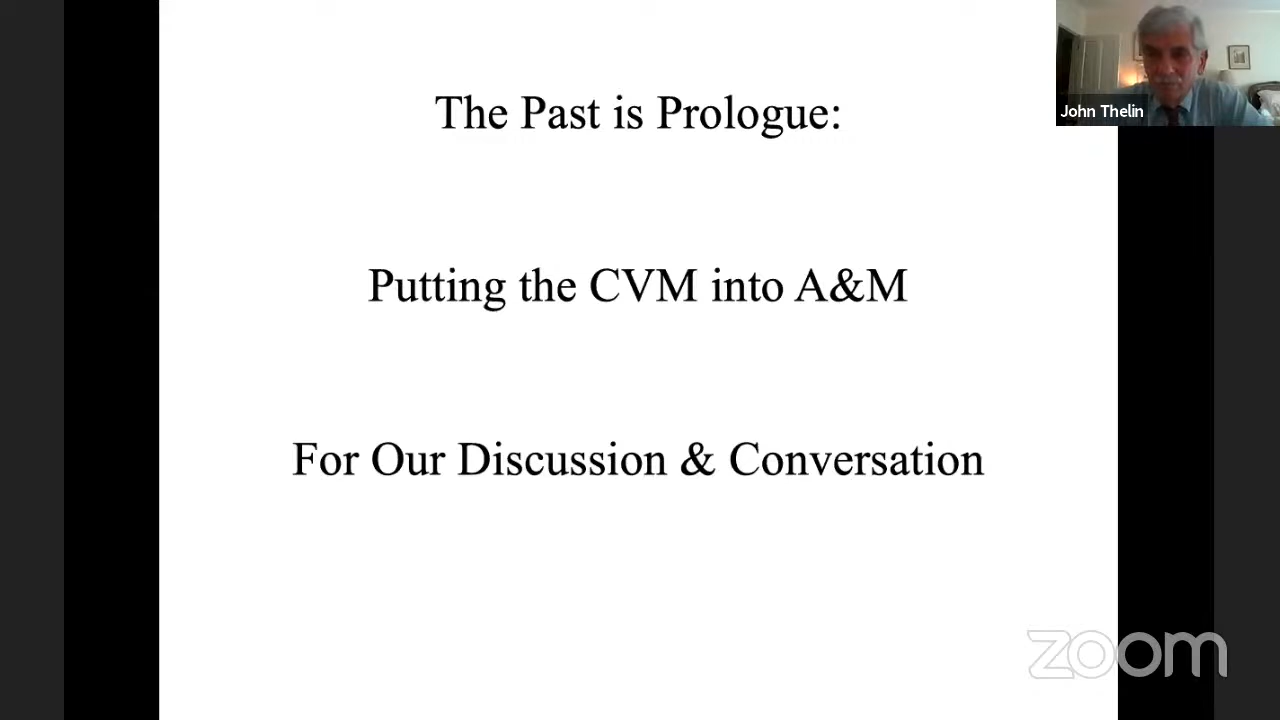 The Past is Prologue:
John Thelin
Putting the CVM into A&M
For Our Discussion & Conversation
zoom